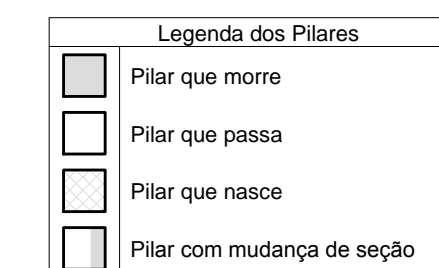 Legenda dos Pilares
Pilar que morre
Pilar que passa
Pilar que nasce
Pilar com mudança de seção